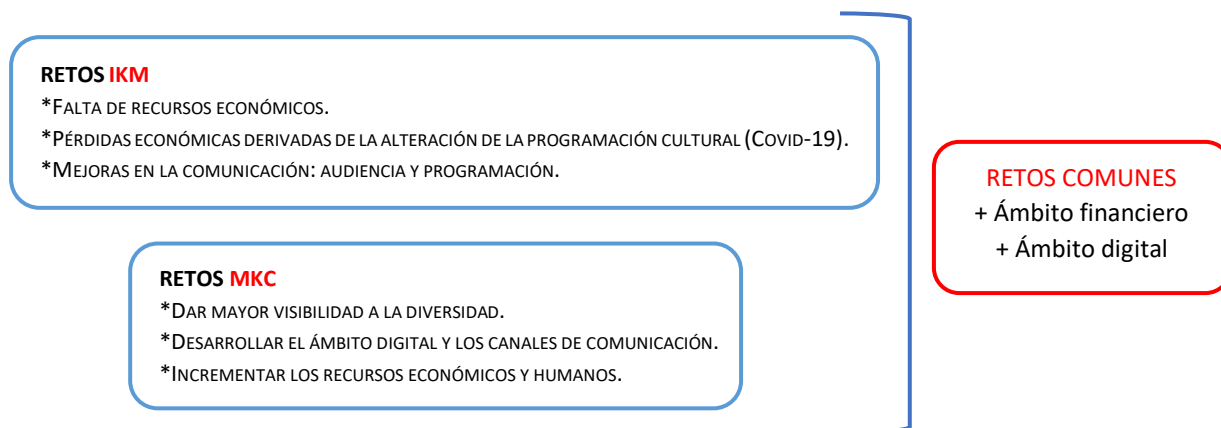 RETOS IKM
*FALTA DE RECURSOS ECONÓMICOS.
*PÉRDIDAS ECONÓMICAS DERIVADAS DE LA ALTERACIÓN DE LA PROGRAMACIÓN CULTURAL (COVID-19).
*MEJORAS EN LA COMUNICACIÓN: AUDIENCIA Y PROGRAMACIÓN.
RETOS MKC
*DAR MAYOR VISIBILIDAD A LA DIVERSIDAD.
*DESARROLLAR EL ÁMBITO DIGITAL Y LOS CANALES DE COMUNICACIÓN.
*INCREMENTAR LOS RECURSOS ECONÓMICOS Y HUMANOS.
RETOS COMUNES
+ Ámbito financiero
+ Ámbito digital